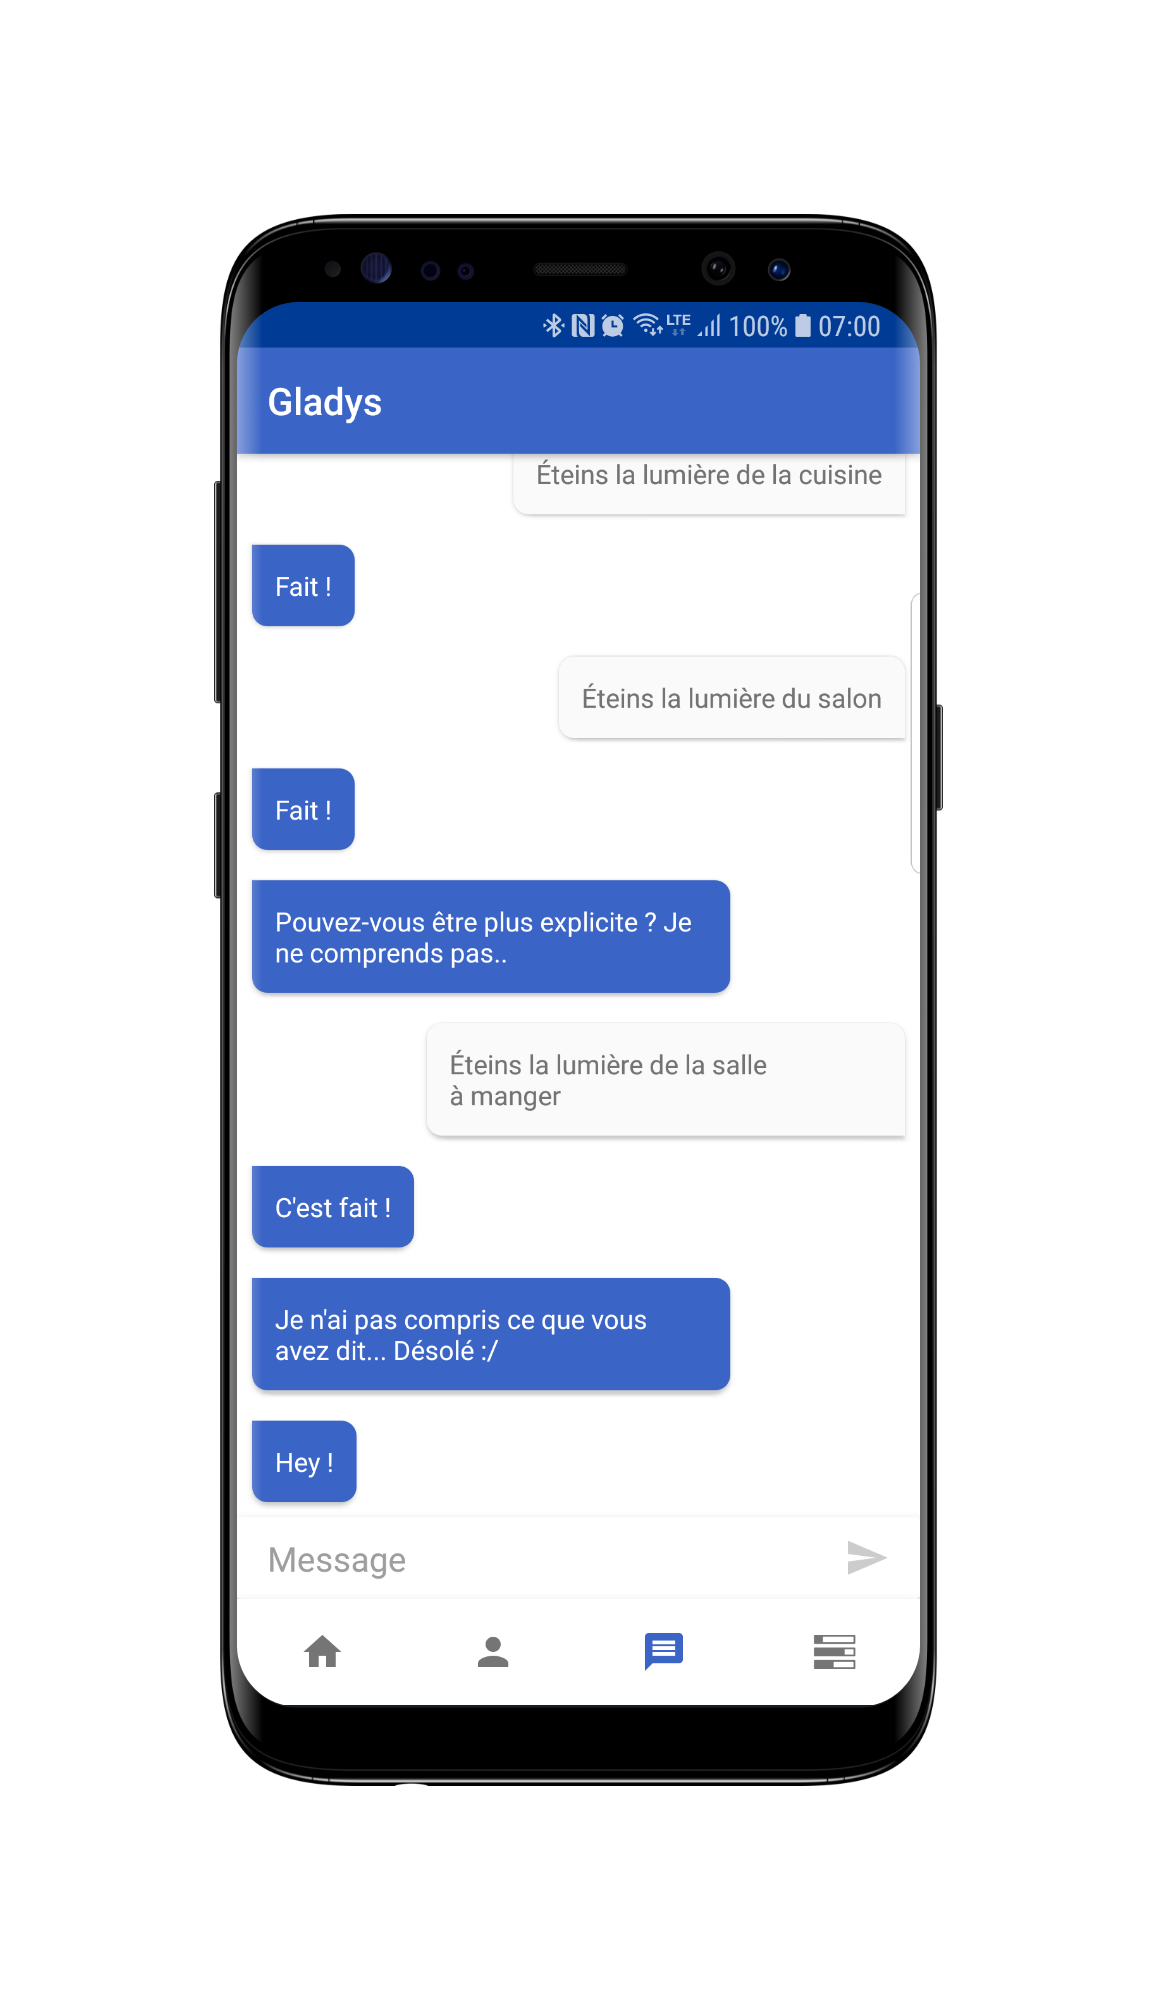 LTE 100% 07:00
Gladys
Éteins la lumière de la cuisine
Fait !
Éteins la lumière du salon
Fait !
Pouvez-vous être plus explicite ? Je
ne comprends pas..
Éteins la lumière de la salle
à manger
C'est fait !
Je n'ai pas compris ce que vous
avez dit... Désolé :/
Hey !
Message